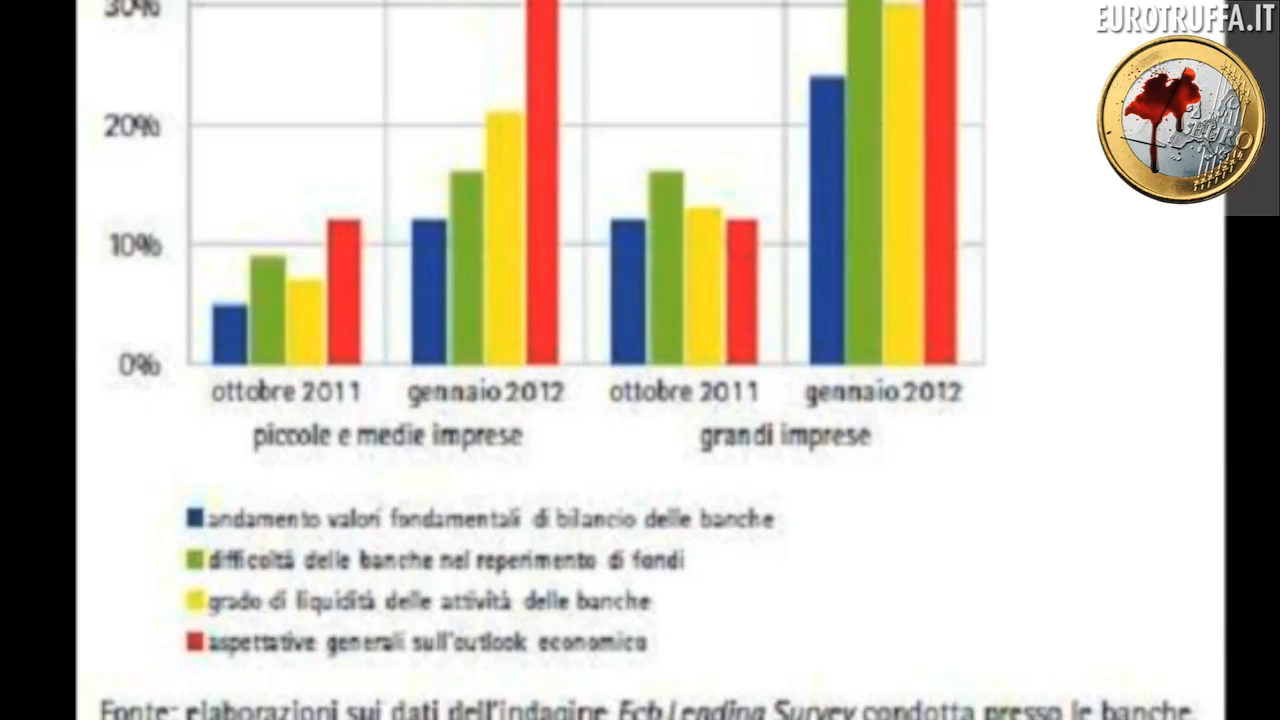 EUROTRUFFA.IT
30%
EURO
20%
10%
0%
ottobre 2011 gennaio 2012 ottobre 2011 gennaio 2012
piccole e medie imprese grandi imprese
andamento valori fondamentali di bilancio delle banche
difficoltà delle banche nel reperimento di fondi
grado di liquidità delle attività delle banche
aspettative generali sull'outlook economico
Fonte: elaborazioni sui dati dell'indagine Ecb Lending Survey condotta presso le banche